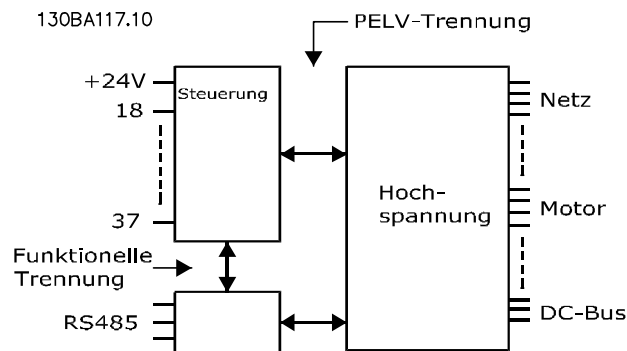 130BA117.10
PELV-Trennung
+24V
Steuerung
18
Netz
Hoch-
spannung
37
Motor
Funktionelle
Trennung
RS485
DC-Bus